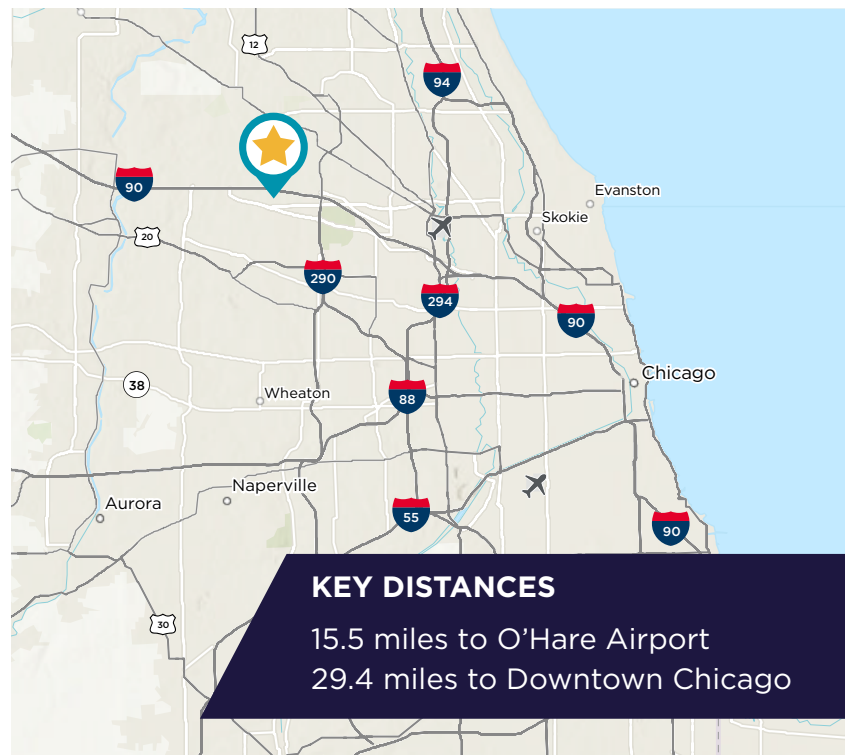 12
94
90
Evanston
Skokie
20
290
294
90
38
Wheaton
Chicago
88
Naperville
Aurora
55
90
30
KEY DISTANCES
15.5 miles to O’Hare Airport
29.4 miles to Downtown Chicago